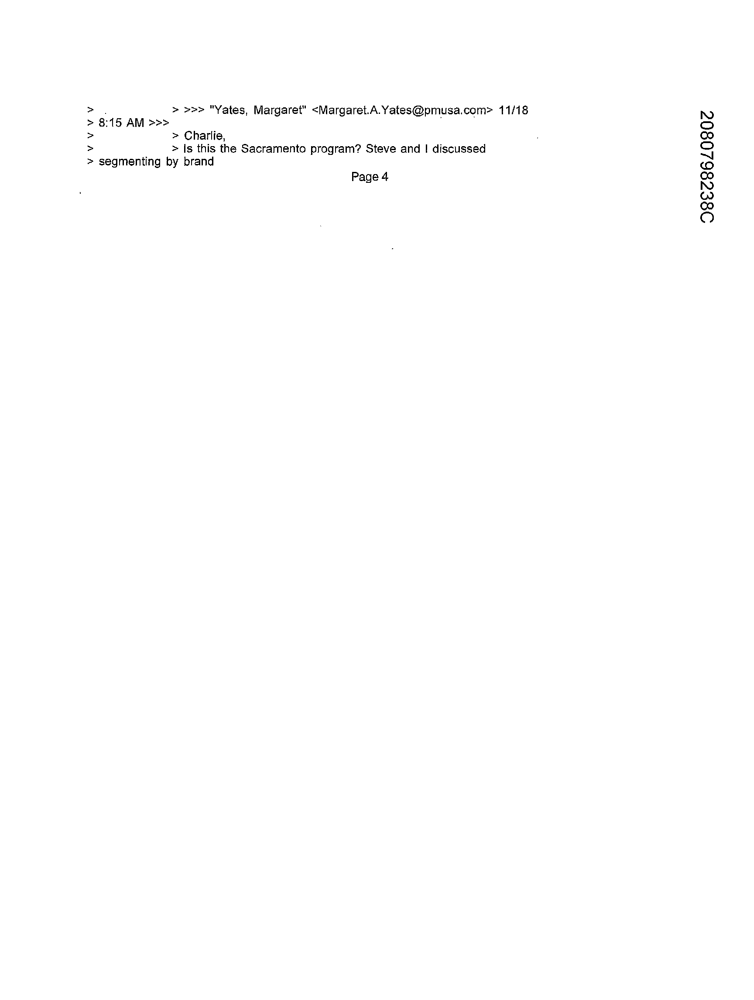 > > >>> "Yates, Margaret" <Margaret.A.Yates@pmusa.com> 11/18
> 8:15 AM >>>
> > Charlie,
> > Is this the Sacramento program? Steve and I discussed
> segmenting by brand
Page 4
2080798238C